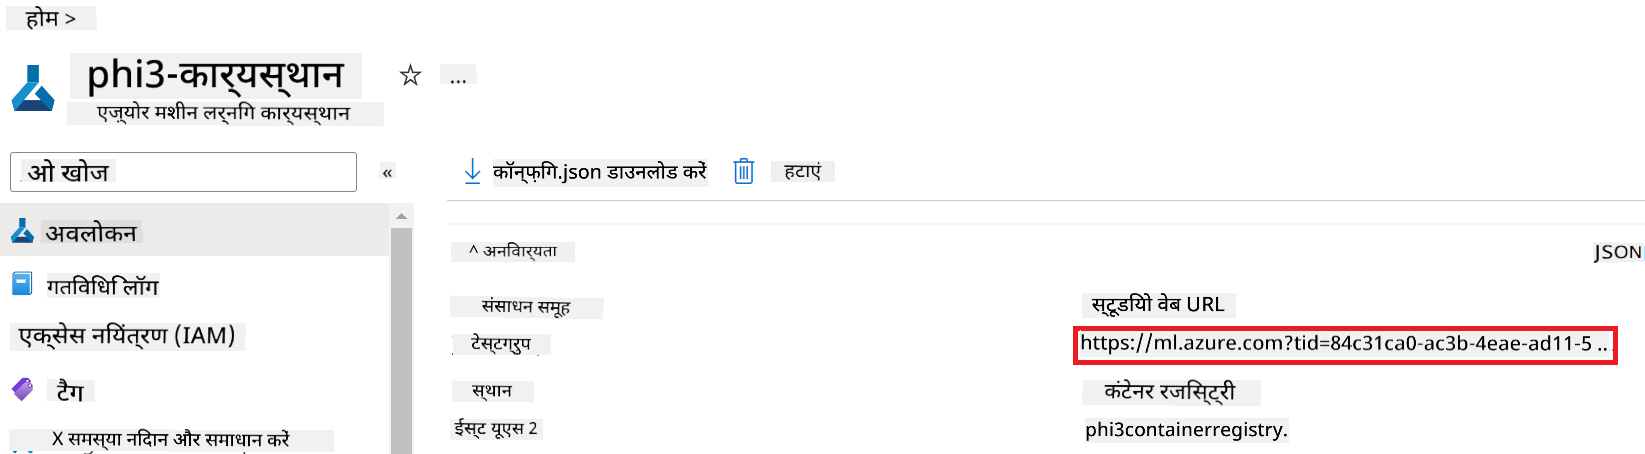 होम >
phi3-कार्यस्थान
...
एज़्योर मशीन लर्निंग कार्यस्थान
ओ खोज
«
कॉन्फ़िग.json डाउनलोड करें
हटाएं
अवलोकन
^ अनिवार्यता
JSON
गतिविधि लॉग
संसाधन समूह
स्टूडियो वेब URL
एक्सेस नियंत्रण (IAM)
टेस्टग्रुप
https://ml.azure.com?tid=84c31ca0-ac3b-4eae-ad11-5 ..
टैग
स्थान
कंटेनर रजिस्ट्री
X समस्या निदान और समाधान करें
ईस्ट यूएस 2
phi3containerregistry.